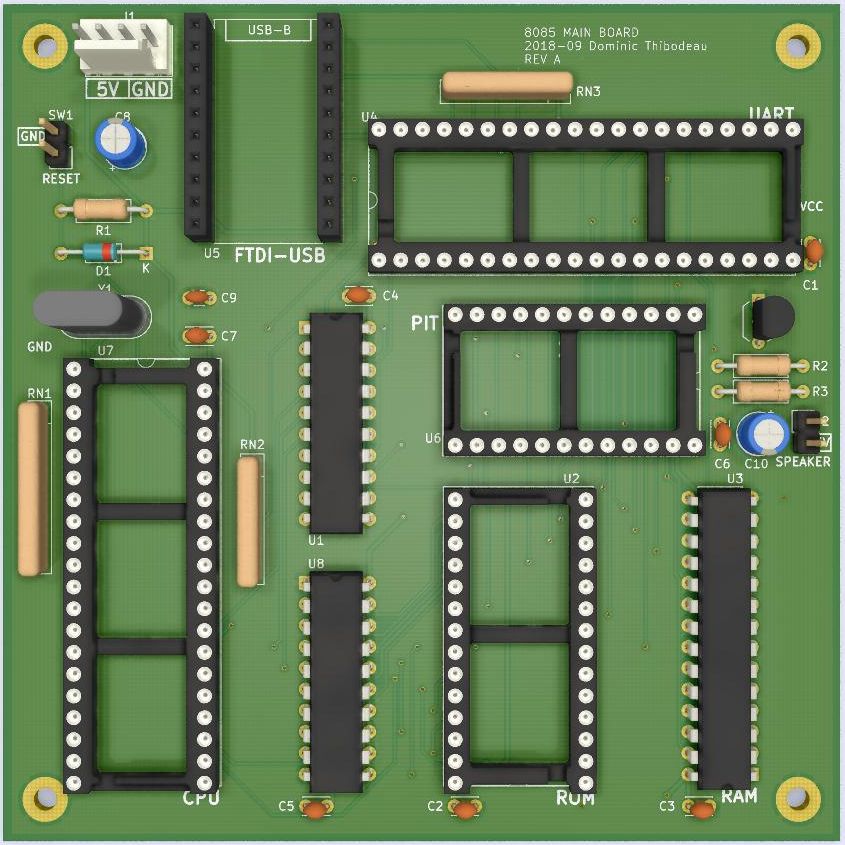 J1
USB-B
8085 MAIN BOARD
2018-09 Dominic Thibodeau
REV A
5V GND
RN3
SW1
C8
U4
UART
GND
+
RESET
VCC
R1
U5 FTDI-USB
D1 K
C1
Y1
C9
C4
PIT
C7
GND
U7
R2
RN1
R3
RN2
U6
C6 C10 SPEAKER
U2
U3
U1
U8
CPU
C5
C2
ROM
C3
RAM